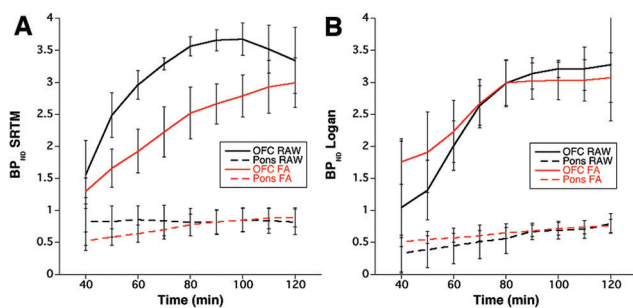 A
BP_ND SRTM
4
3.5
3
2.5
2
1.5
1
0.5
0
40 60 80 100 120
Time (min)
OFC RAW
Pons RAW
OFC FA
Pons FA
B
BP_ND Logan
4
3.5
3
2.5
2
1.5
1
0.5
0
40 60 80 100 120
Time (min)
OFC RAW
Pons RAW
OFC FA
Pons FA